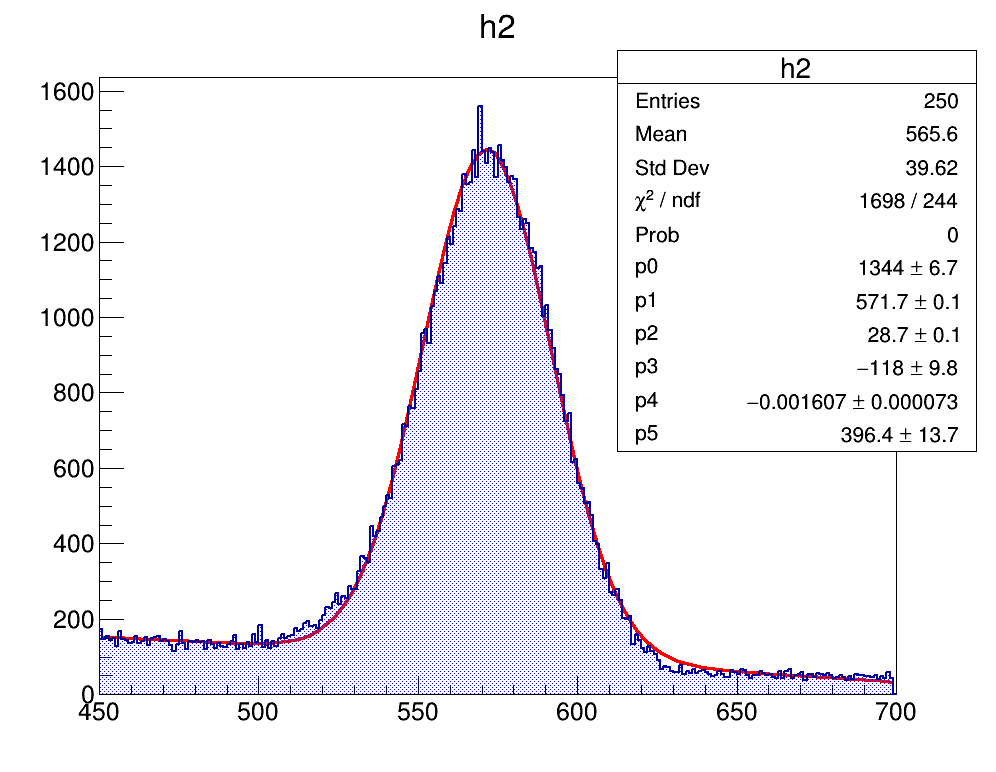 h2
h2
Entries 250
Mean 565.6
Std Dev 39.62
χ² / ndf 1698 / 244
Prob 0
p0 1344 ± 6.7
p1 571.7 ± 0.1
p2 28.7 ± 0.1
p3 −118 ± 9.8
p4 −0.001607 ± 0.000073
p5 396.4 ± 13.7
1600
1400
1200
1000
800
600
400
200
0
450 500 550 600 650 700